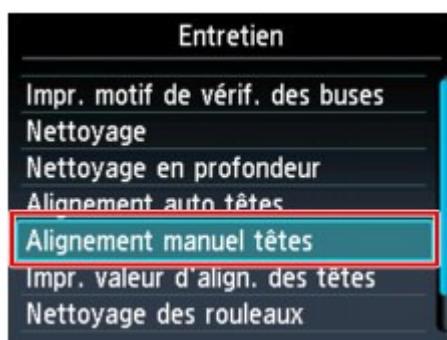 Entretien
Impr. motif de vérif. des buses
Nettoyage
Nettoyage en profondeur
Alignement auto têtes
Alignement manuel têtes
Impr. valeur d'align. des têtes
Nettoyage des rouleaux